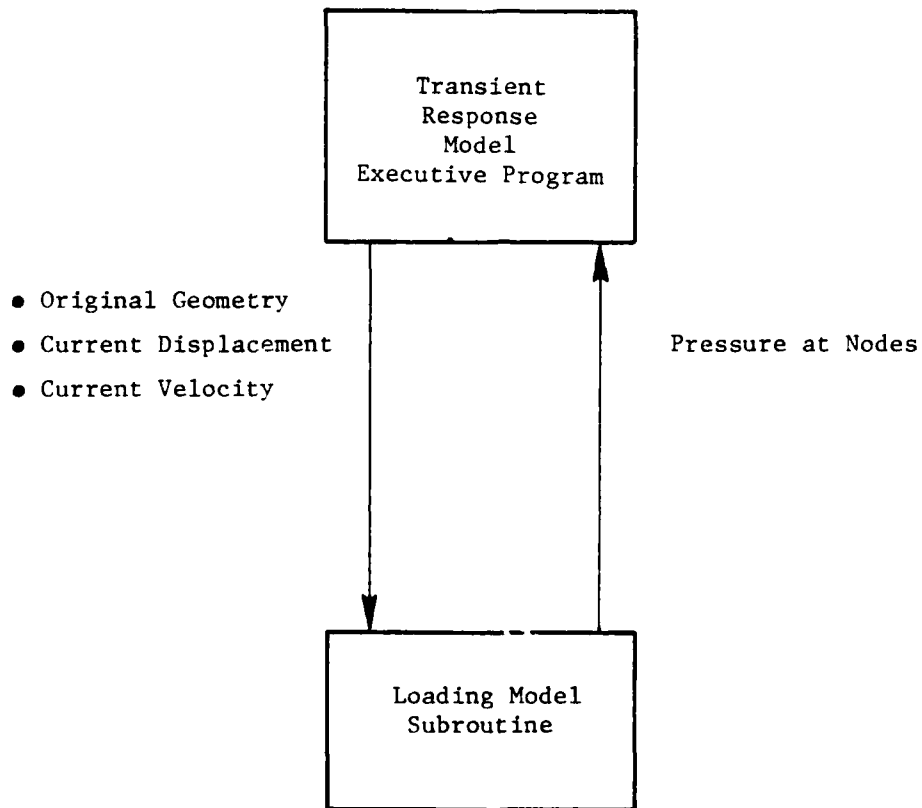 Transient
Response
Model
Executive Program
● Original Geometry
● Current Displacement
● Current Velocity
Pressure at Nodes
Loading Model
Subroutine